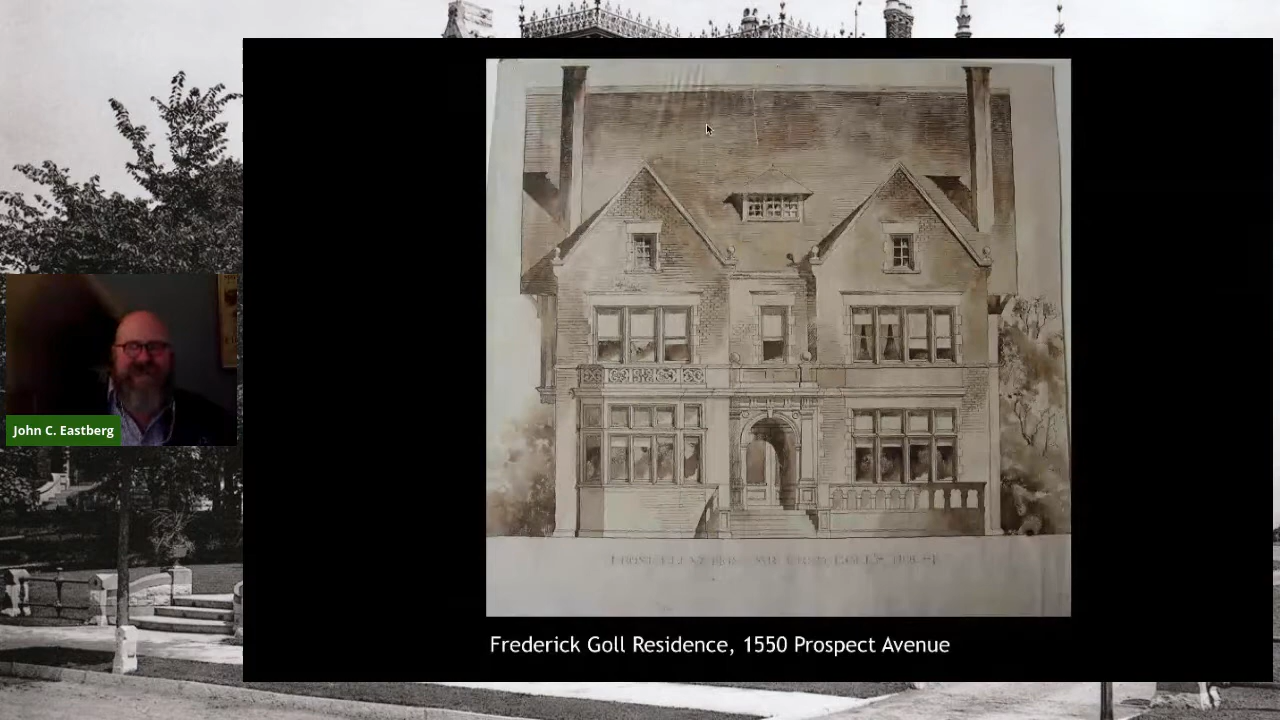 John C. Eastberg
Frederick Goll Residence, 1550 Prospect Avenue